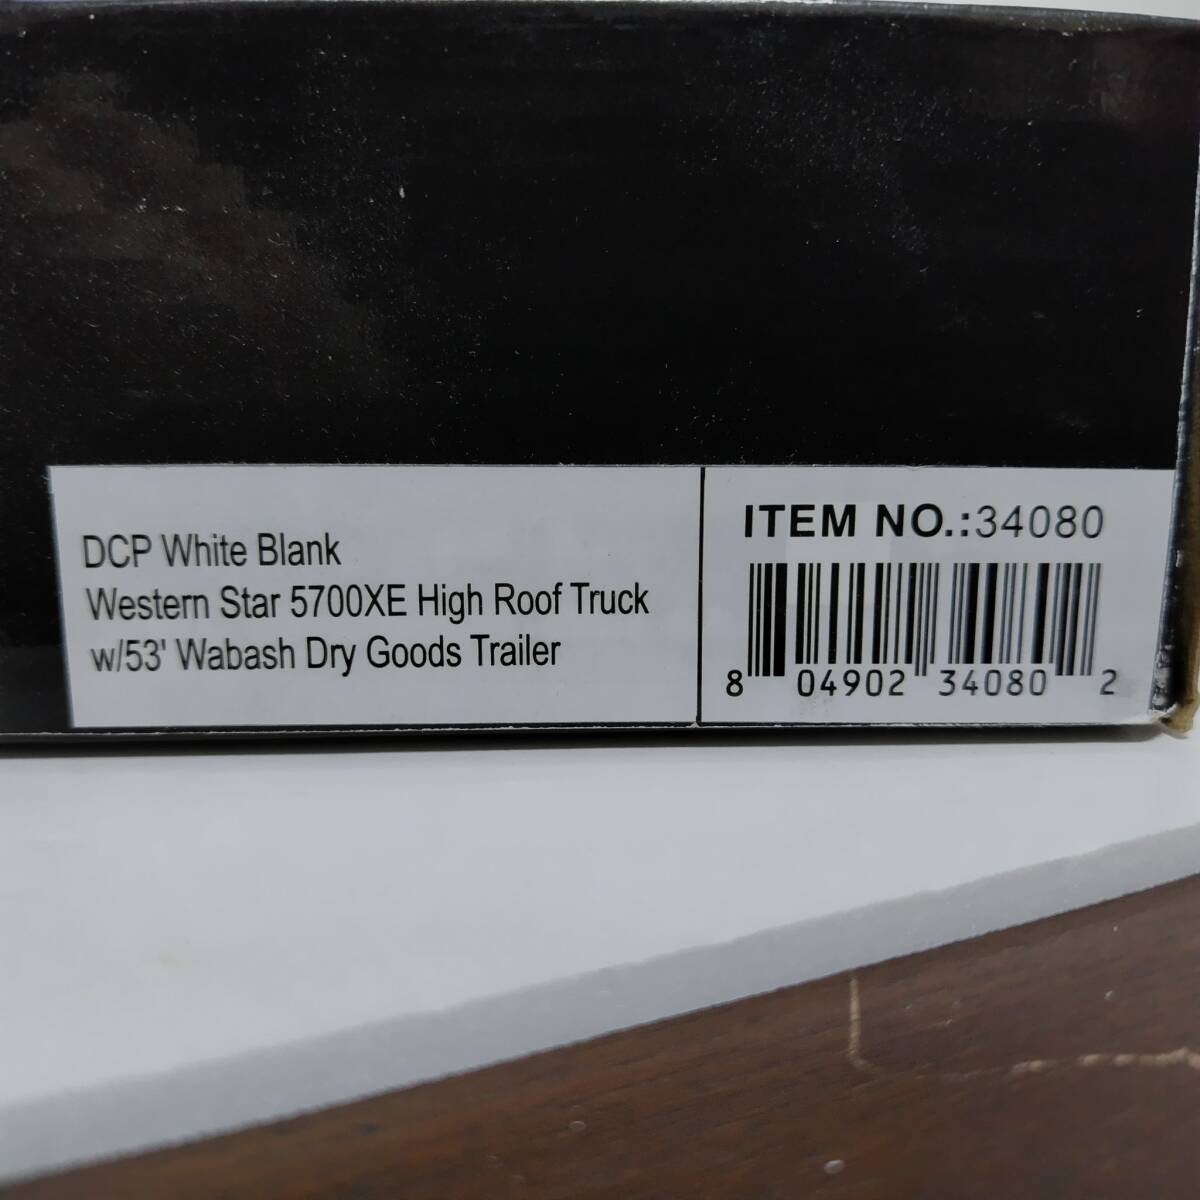 DCP White Blank
Western Star 5700XE High Roof Truck
w/53' Wabash Dry Goods Trailer
ITEM NO.:34080
8 04902 34080 2